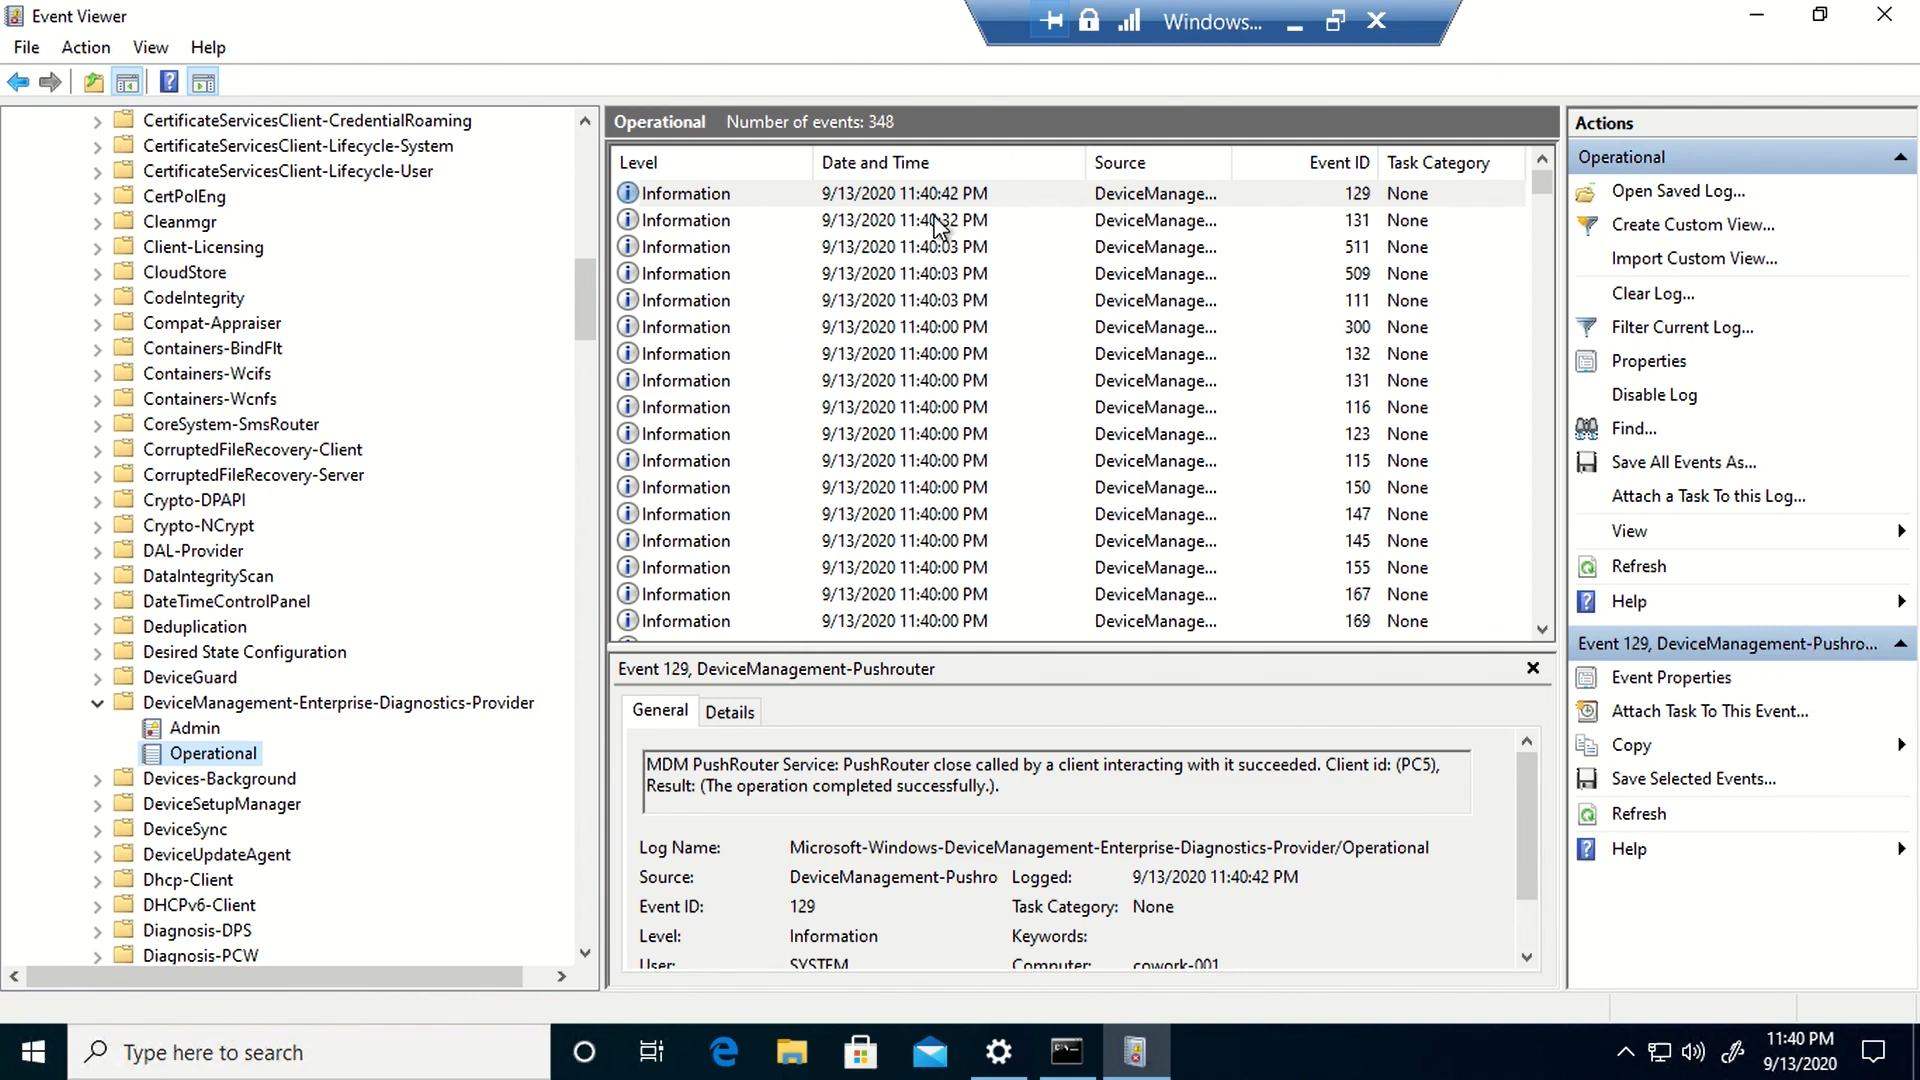 Event Viewer
Windows...
File Action View Help
CertificateServicesClient-CredentialRoaming
CertificateServicesClient-Lifecycle-System
CertificateServicesClient-Lifecycle-User
CertPolEng
Cleanmgr
Client-Licensing
CloudStore
CodeIntegrity
Compat-Appraiser
Containers-BindFlt
Containers-Wcifs
Containers-Wcnfs
CoreSystem-SmsRouter
CorruptedFileRecovery-Client
CorruptedFileRecovery-Server
Crypto-DPAPI
Crypto-NCrypt
DAL-Provider
DataIntegrityScan
DateTimeControlPanel
Deduplication
Desired State Configuration
DeviceGuard
DeviceManagement-Enterprise-Diagnostics-Provider
Admin
Operational
Devices-Background
DeviceSetupManager
DeviceSync
DeviceUpdateAgent
Dhcp-Client
DHCPv6-Client
Diagnosis-DPS
Diagnosis-PCW
Operational Number of events: 348
Level Date and Time Source Event ID Task Category
Information 9/13/2020 11:40:42 PM DeviceManage... 129 None
Information 9/13/2020 11:40:32 PM DeviceManage... 131 None
Information 9/13/2020 11:40:03 PM DeviceManage... 511 None
Information 9/13/2020 11:40:03 PM DeviceManage... 509 None
Information 9/13/2020 11:40:03 PM DeviceManage... 111 None
Information 9/13/2020 11:40:00 PM DeviceManage... 300 None
Information 9/13/2020 11:40:00 PM DeviceManage... 132 None
Information 9/13/2020 11:40:00 PM DeviceManage... 131 None
Information 9/13/2020 11:40:00 PM DeviceManage... 116 None
Information 9/13/2020 11:40:00 PM DeviceManage... 123 None
Information 9/13/2020 11:40:00 PM DeviceManage... 115 None
Information 9/13/2020 11:40:00 PM DeviceManage... 150 None
Information 9/13/2020 11:40:00 PM DeviceManage... 147 None
Information 9/13/2020 11:40:00 PM DeviceManage... 145 None
Information 9/13/2020 11:40:00 PM DeviceManage... 155 None
Information 9/13/2020 11:40:00 PM DeviceManage... 167 None
Information 9/13/2020 11:40:00 PM DeviceManage... 169 None
Event 129, DeviceManagement-Pushrouter
General Details
MDM PushRouter Service: PushRouter close called by a client interacting with it succeeded. Client id: (PC5),
Result: (The operation completed successfully.).
Log Name: Microsoft-Windows-DeviceManagement-Enterprise-Diagnostics-Provider/Operational
Source: DeviceManagement-Pushro Logged: 9/13/2020 11:40:42 PM
Event ID: 129 Task Category: None
Level: Information Keywords:
User: SYSTEM Computer: cowork-001
Actions
Operational
Open Saved Log...
Create Custom View...
Import Custom View...
Clear Log...
Filter Current Log...
Properties
Disable Log
Find...
Save All Events As...
Attach a Task To this Log...
View
Refresh
Help
Event 129, DeviceManagement-Pushro...
Event Properties
Attach Task To This Event...
Copy
Save Selected Events...
Refresh
Help
Type here to search
11:40 PM
9/13/2020